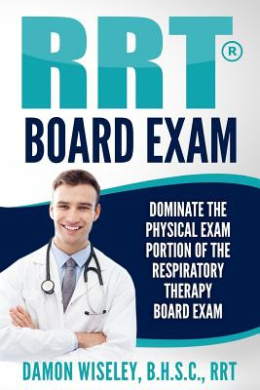 RRT®
BOARD EXAM
DOMINATE THE
PHYSICAL EXAM
PORTION OF THE
RESPIRATORY
THERAPY
BOARD EXAM
DAMON WISELEY, B.H.S.C., RRT